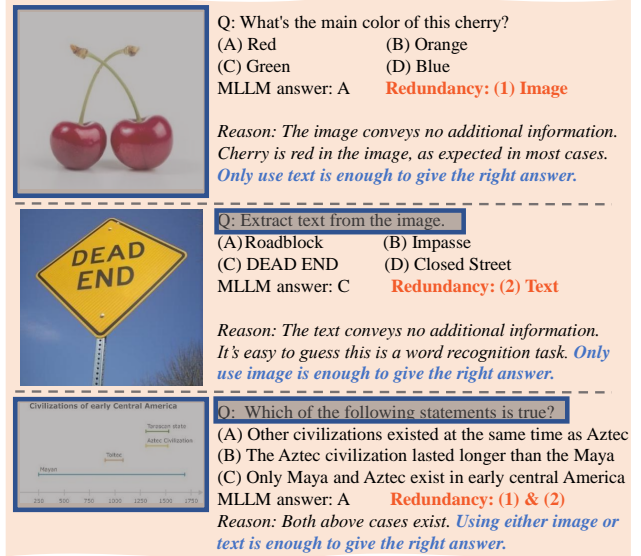 Q: What's the main color of this cherry?
(A) Red (B) Orange
(C) Green (D) Blue
MLLM answer: A Redundancy: (1) Image
Reason: The image conveys no additional information.
Cherry is red in the image, as expected in most cases.
Only use text is enough to give the right answer.
DEAD
END
Q: Extract text from the image.
(A)Roadblock (B) Impasse
(C) DEAD END (D) Closed Street
MLLM answer: C Redundancy: (2) Text
Reason: The text conveys no additional information.
It's easy to guess this is a word recognition task. Only
use image is enough to give the right answer.
Civilizations of early Central America
Tarascan state
Aztec Civilization
Toltec
Mayan
250 500 750 1000 1250 1500 1750
Q: Which of the following statements is true?
(A) Other civilizations existed at the same time as Aztec
(B) The Aztec civilization lasted longer than the Maya
(C) Only Maya and Aztec exist in early central America
MLLM answer: A Redundancy: (1) & (2)
Reason: Both above cases exist. Using either image or
text is enough to give the right answer.